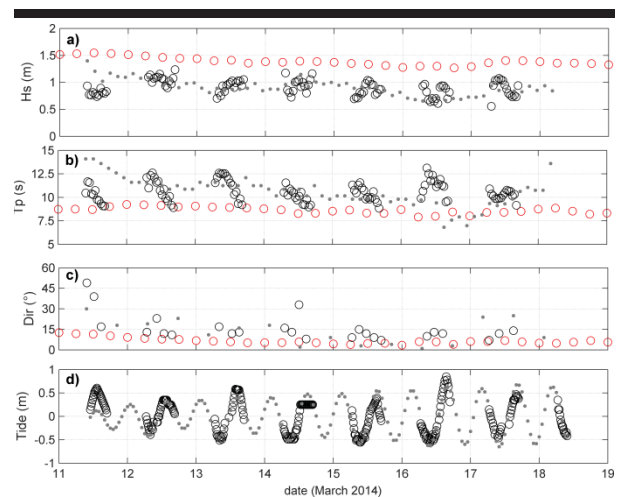 2
a)
1.5
1
0.5
0
Hs (m)
15
b)
12.5
10
7.5
5
Tp (s)
60
c)
45
30
15
0
Dir (°)
1
d)
0.5
0
-0.5
-1
Tide (m)
11 12 13 14 15 16 17 18 19
date (March 2014)